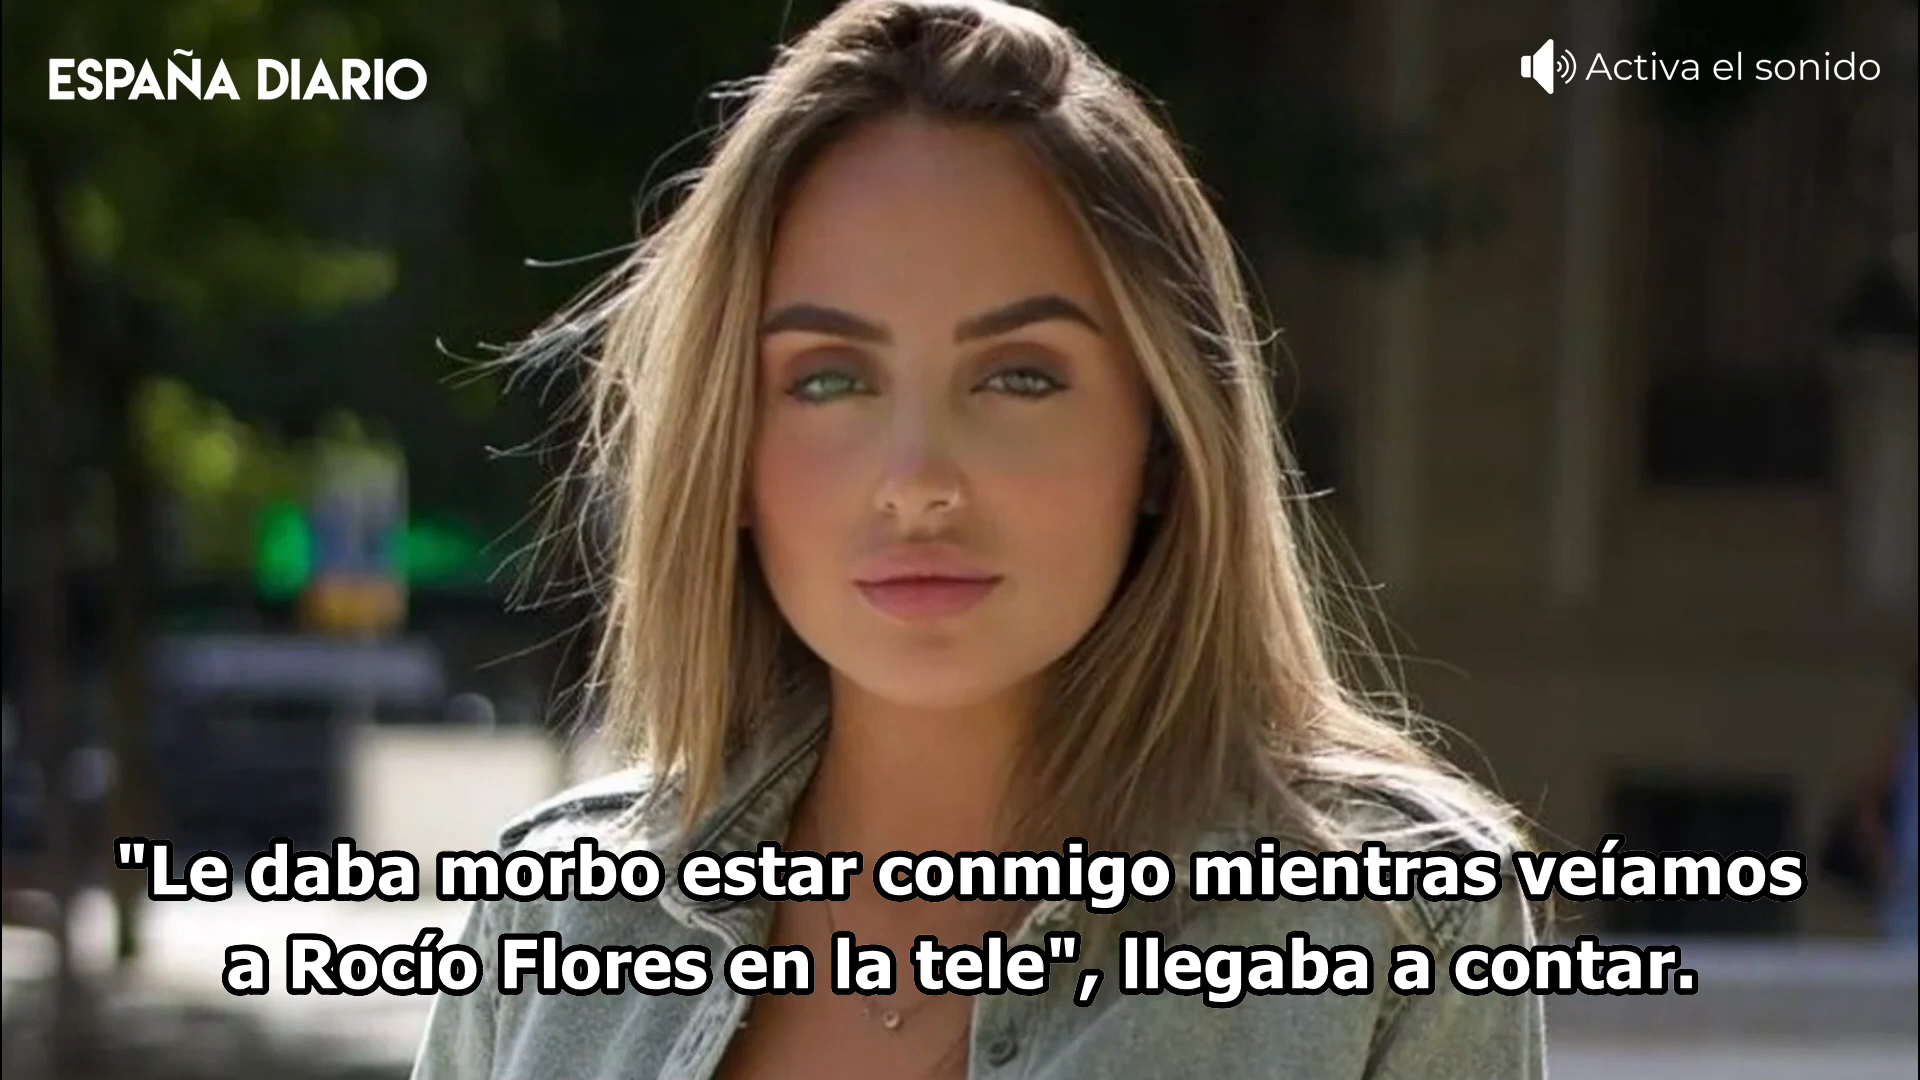 ESPAÑA DIARIO
Activa el sonido
"Le daba morbo estar conmigo mientras veíamos
a Rocío Flores en la tele", llegaba a contar.